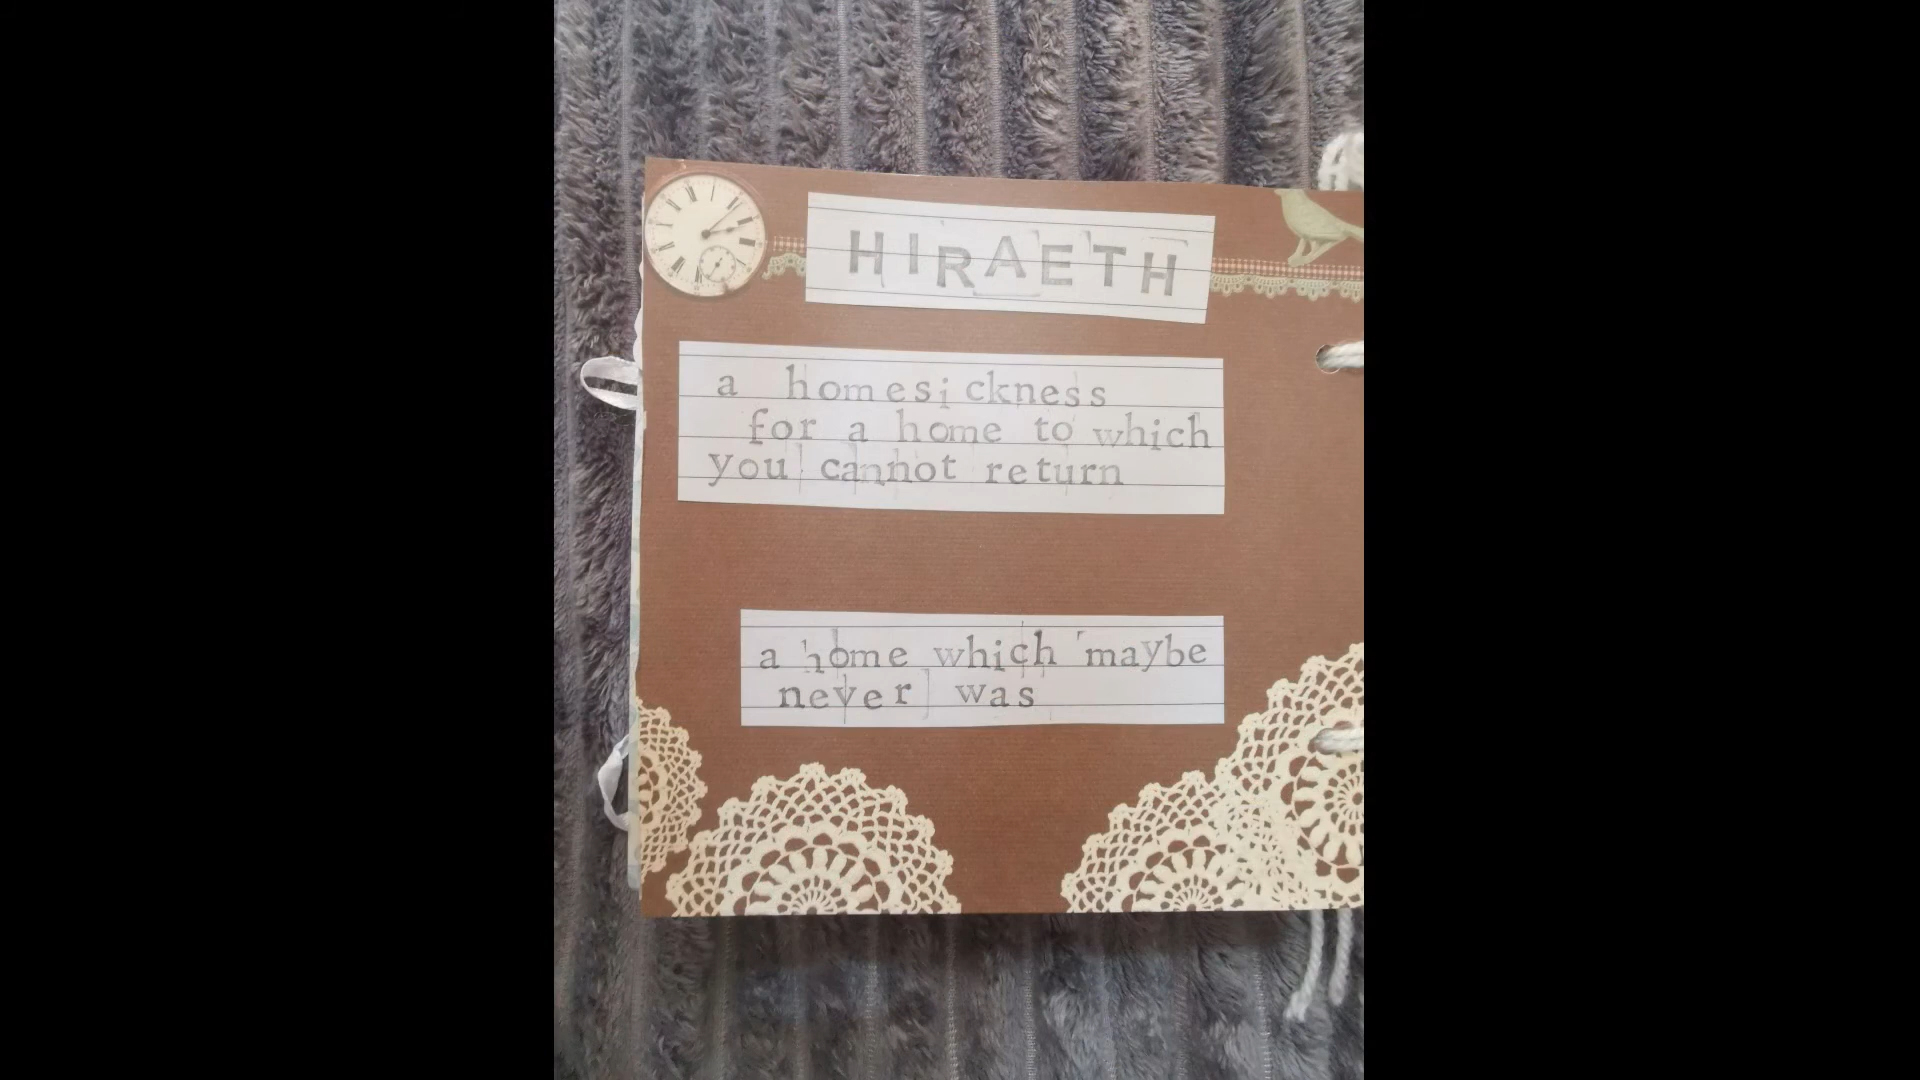 HIRAETH
a homesickness
for a home to which
you cannot return
a home which maybe
never was